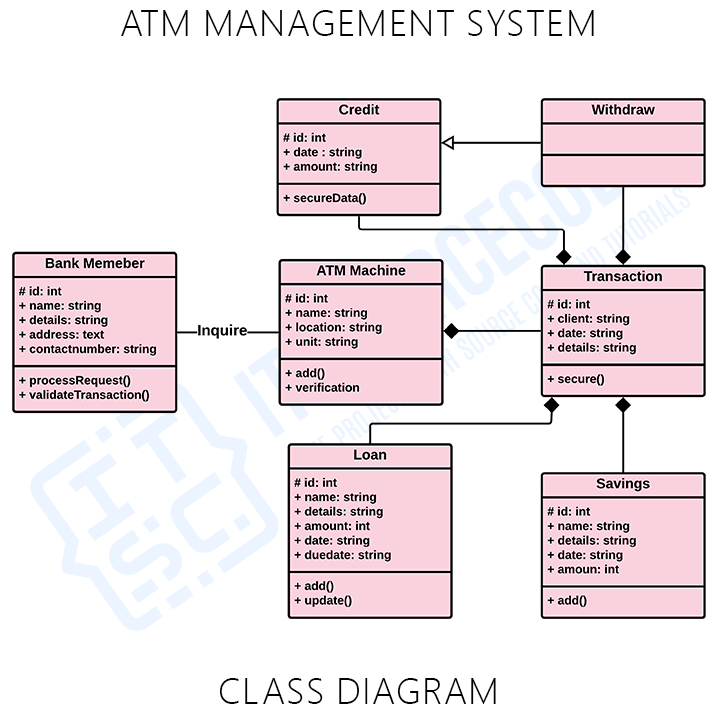 ATM MANAGEMENT SYSTEM
Credit
# id: int
+ date : string
+ amount: string
+ secureData()
Withdraw
Bank Memeber
# id: int
+ name: string
+ details: string
+ address: text
+ contactnumber: string
+ processRequest()
+ validateTransaction()
Inquire
ATM Machine
# id: int
+ name: string
+ location: string
+ unit: string
+ add()
+ verification
Transaction
# id: int
+ client: string
+ date: string
+ details: string
+ secure()
Loan
# id: int
+ name: string
+ details: string
+ amount: int
+ date: string
+ duedate: string
+ add()
+ update()
Savings
# id: int
+ name: string
+ details: string
+ date: string
+ amoun: int
+ add()
CLASS DIAGRAM